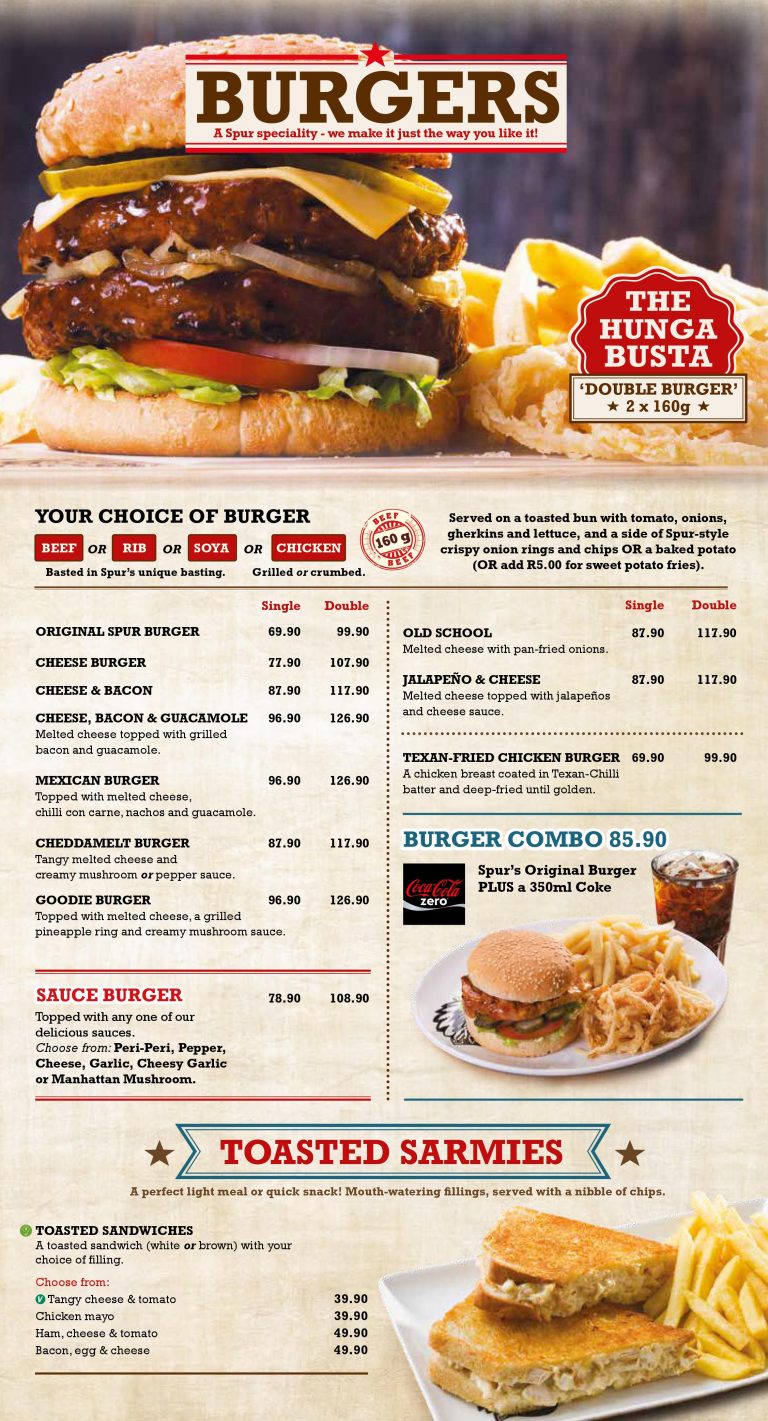 BURGERS
A Spur speciality - we make it just the way you like it!
THE
HUNGA
BUSTA
‘DOUBLE BURGER’
★ 2 x 160g ★
YOUR CHOICE OF BURGER
BEEF OR RIB OR SOYA OR CHICKEN
Basted in Spur's unique basting. Grilled or crumbed.
BEEF
160 g
BEEF
Served on a toasted bun with tomato, onions,
gherkins and lettuce, and a side of Spur-style
crispy onion rings and chips OR a baked potato
(OR add R5.00 for sweet potato fries).
Single Double
ORIGINAL SPUR BURGER 69.90 99.90
CHEESE BURGER 77.90 107.90
CHEESE & BACON 87.90 117.90
CHEESE, BACON & GUACAMOLE 96.90 126.90
Melted cheese topped with grilled
bacon and guacamole.
MEXICAN BURGER 96.90 126.90
Topped with melted cheese,
chilli con carne, nachos and guacamole.
CHEDDAMELT BURGER 87.90 117.90
Tangy melted cheese and
creamy mushroom or pepper sauce.
GOODIE BURGER 96.90 126.90
Topped with melted cheese, a grilled
pineapple ring and creamy mushroom sauce.
SAUCE BURGER 78.90 108.90
Topped with any one of our
delicious sauces.
Choose from: Peri-Peri, Pepper,
Cheese, Garlic, Cheesy Garlic
or Manhattan Mushroom.
Single Double
OLD SCHOOL 87.90 117.90
Melted cheese with pan-fried onions.
JALAPEÑO & CHEESE 87.90 117.90
Melted cheese topped with jalapeños
and cheese sauce.
TEXAN-FRIED CHICKEN BURGER 69.90 99.90
A chicken breast coated in Texan-Chilli
batter and deep-fried until golden.
BURGER COMBO 85.90
Coca-Cola
zero
Spur's Original Burger
PLUS a 350ml Coke
TOASTED SARMIES
A perfect light meal or quick snack! Mouth-watering fillings, served with a nibble of chips.
TOASTED SANDWICHES
A toasted sandwich (white or brown) with your
choice of filling.
Choose from:
V Tangy cheese & tomato 39.90
Chicken mayo 39.90
Ham, cheese & tomato 49.90
Bacon, egg & cheese 49.90